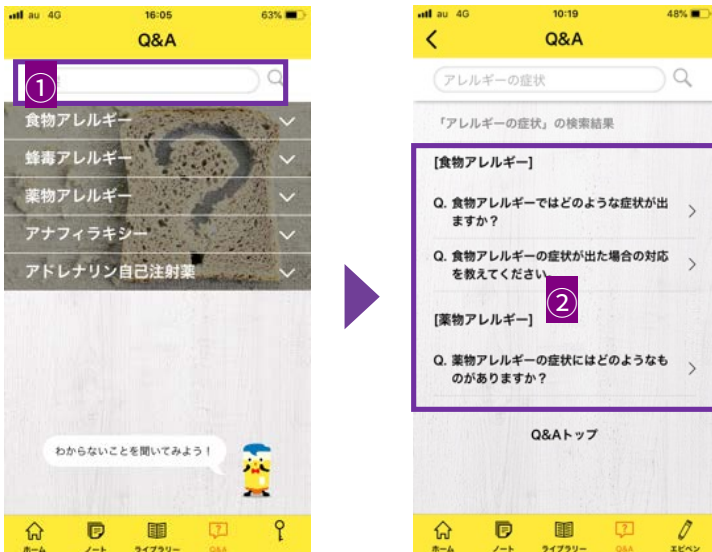 au 4G 16:05 63%
Q&A
①
食物アレルギー
蜂毒アレルギー
薬物アレルギー
アナフィラキシー
アドレナリン自己注射薬
わからないことを聞いてみよう!
ホーム ノート ライブラリー Q&A
au 4G 10:19 48%
Q&A
アレルギーの症状
「アレルギーの症状」の検索結果
[食物アレルギー]
Q. 食物アレルギーではどのような症状が出
ますか?
Q. 食物アレルギーの症状が出た場合の対応
を教えてください。
②
[薬物アレルギー]
Q. 薬物アレルギーの症状にはどのようなも
のがありますか?
Q&Aトップ
ホーム ノート ライブラリー Q&A エピペン